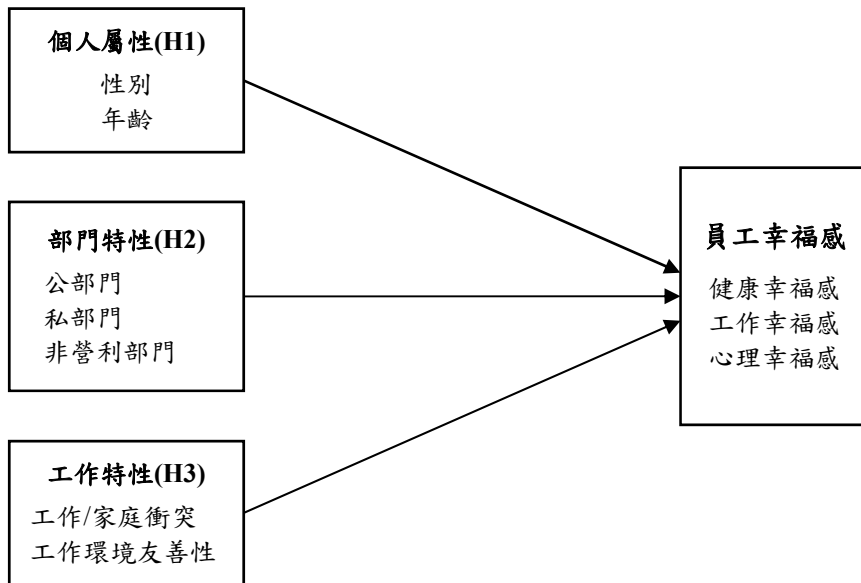 個人屬性(H1)
性別
年齡
部門特性(H2)
公部門
私部門
非營利部門
工作特性(H3)
工作/家庭衝突
工作環境友善性
員工幸福感
健康幸福感
工作幸福感
心理幸福感